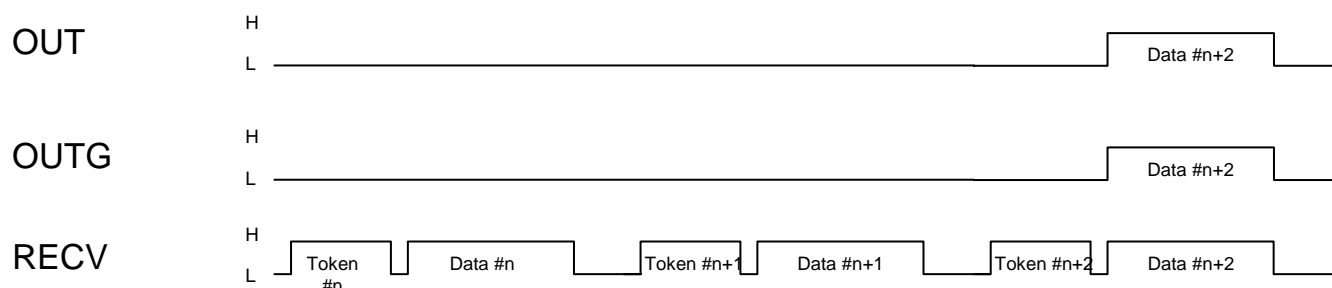 OUT
H
L
Data #n+2
OUTG
H
L
Data #n+2
RECV
H
L
Token
#n
Data #n
Token #n+1
Data #n+1
Token #n+2
Data #n+2